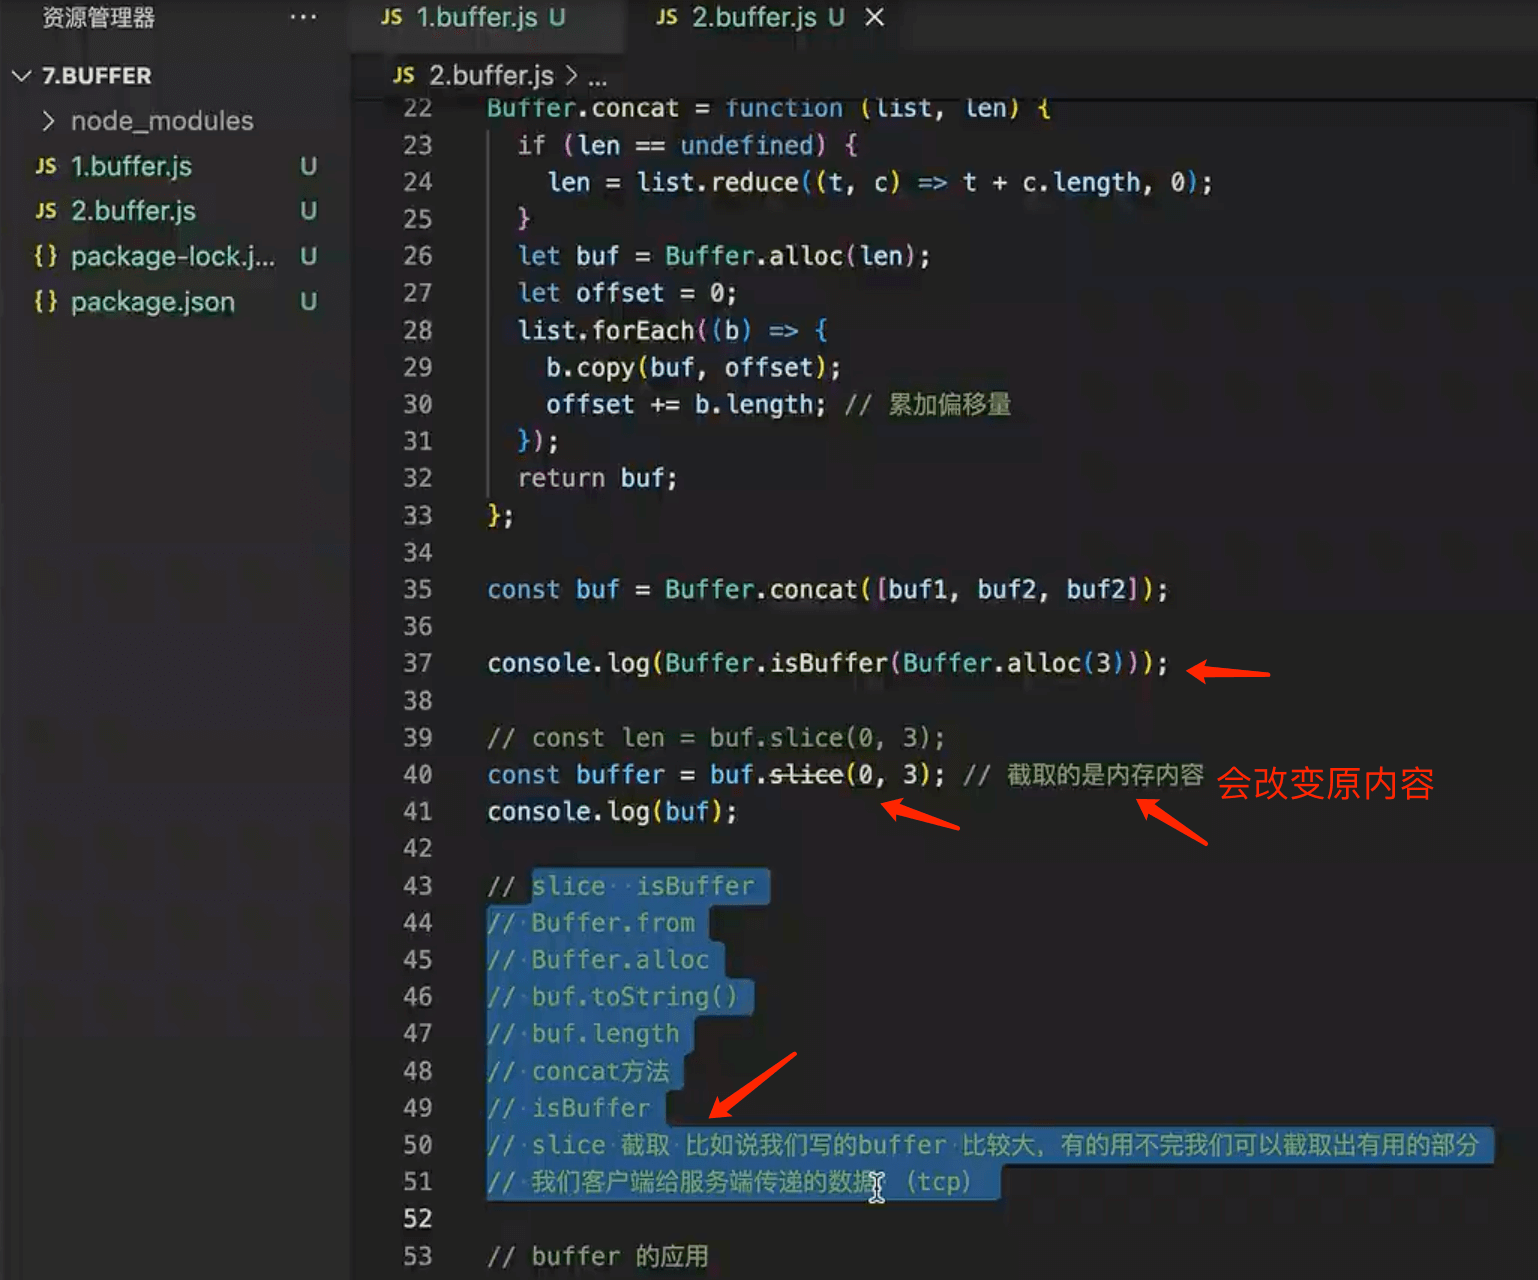 资源管理器 ···
JS 1.buffer.js U
JS 2.buffer.js U ×
7.BUFFER
node_modules
JS 1.buffer.js U
JS 2.buffer.js U
{} package-lock.j... U
{} package.json U
JS 2.buffer.js > ...
22 Buffer.concat = function (list, len) {
23 if (len == undefined) {
24 len = list.reduce((t, c) => t + c.length, 0);
25 }
26 let buf = Buffer.alloc(len);
27 let offset = 0;
28 list.forEach((b) => {
29 b.copy(buf, offset);
30 offset += b.length; // 累加偏移量
31 });
32 return buf;
33 };
34
35 const buf = Buffer.concat([buf1, buf2, buf2]);
36
37 console.log(Buffer.isBuffer(Buffer.alloc(3)));
38
39 // const len = buf.slice(0, 3);
40 const buffer = buf.slice(0, 3); // 截取的是内存内容 会改变原内容
41 console.log(buf);
42
43 // slice isBuffer
44 // Buffer.from
45 // Buffer.alloc
46 // buf.toString()
47 // buf.length
48 // concat方法
49 // isBuffer
50 // slice 截取 比如说我们写的buffer 比较大，有的用不完我们可以截取出有用的部分
51 // 我们客户端给服务端传递的数据 (tcp)
52
53 // buffer 的应用